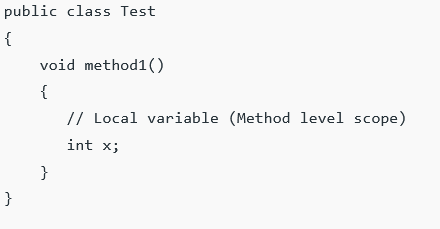 public class Test
{
    void method1()
    {
       // Local variable (Method level scope)
       int x;
    }
}